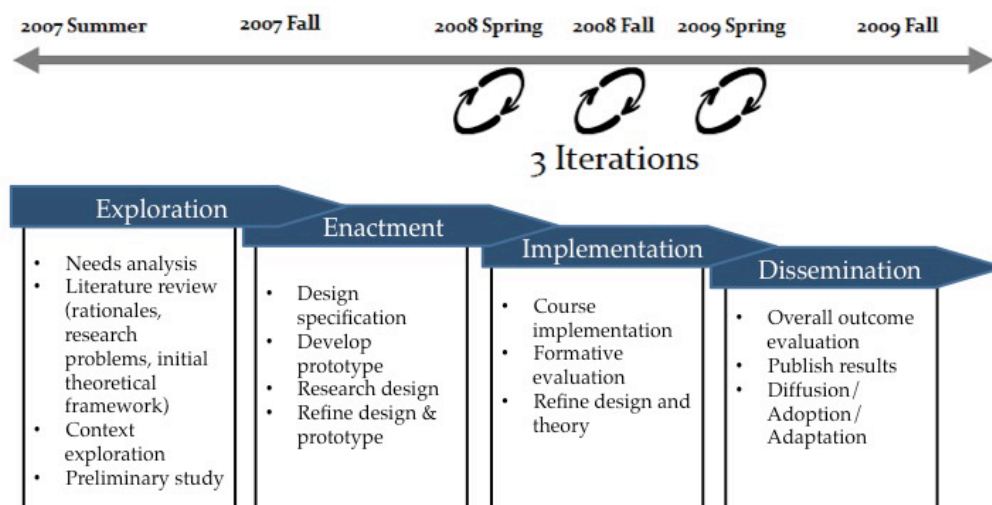 2007 Summer 2007 Fall 2008 Spring 2008 Fall 2009 Spring 2009 Fall
3 Iterations
Exploration
• Needs analysis
• Literature review
(rationales,
research
problems, initial
theoretical
framework)
• Context
exploration
• Preliminary study
Enactment
• Design
specification
• Develop
prototype
• Research design
• Refine design &
prototype
Implementation
• Course
implementation
• Formative
evaluation
• Refine design and
theory
Dissemination
• Overall outcome
evaluation
• Publish results
• Diffusion/
Adoption/
Adaptation